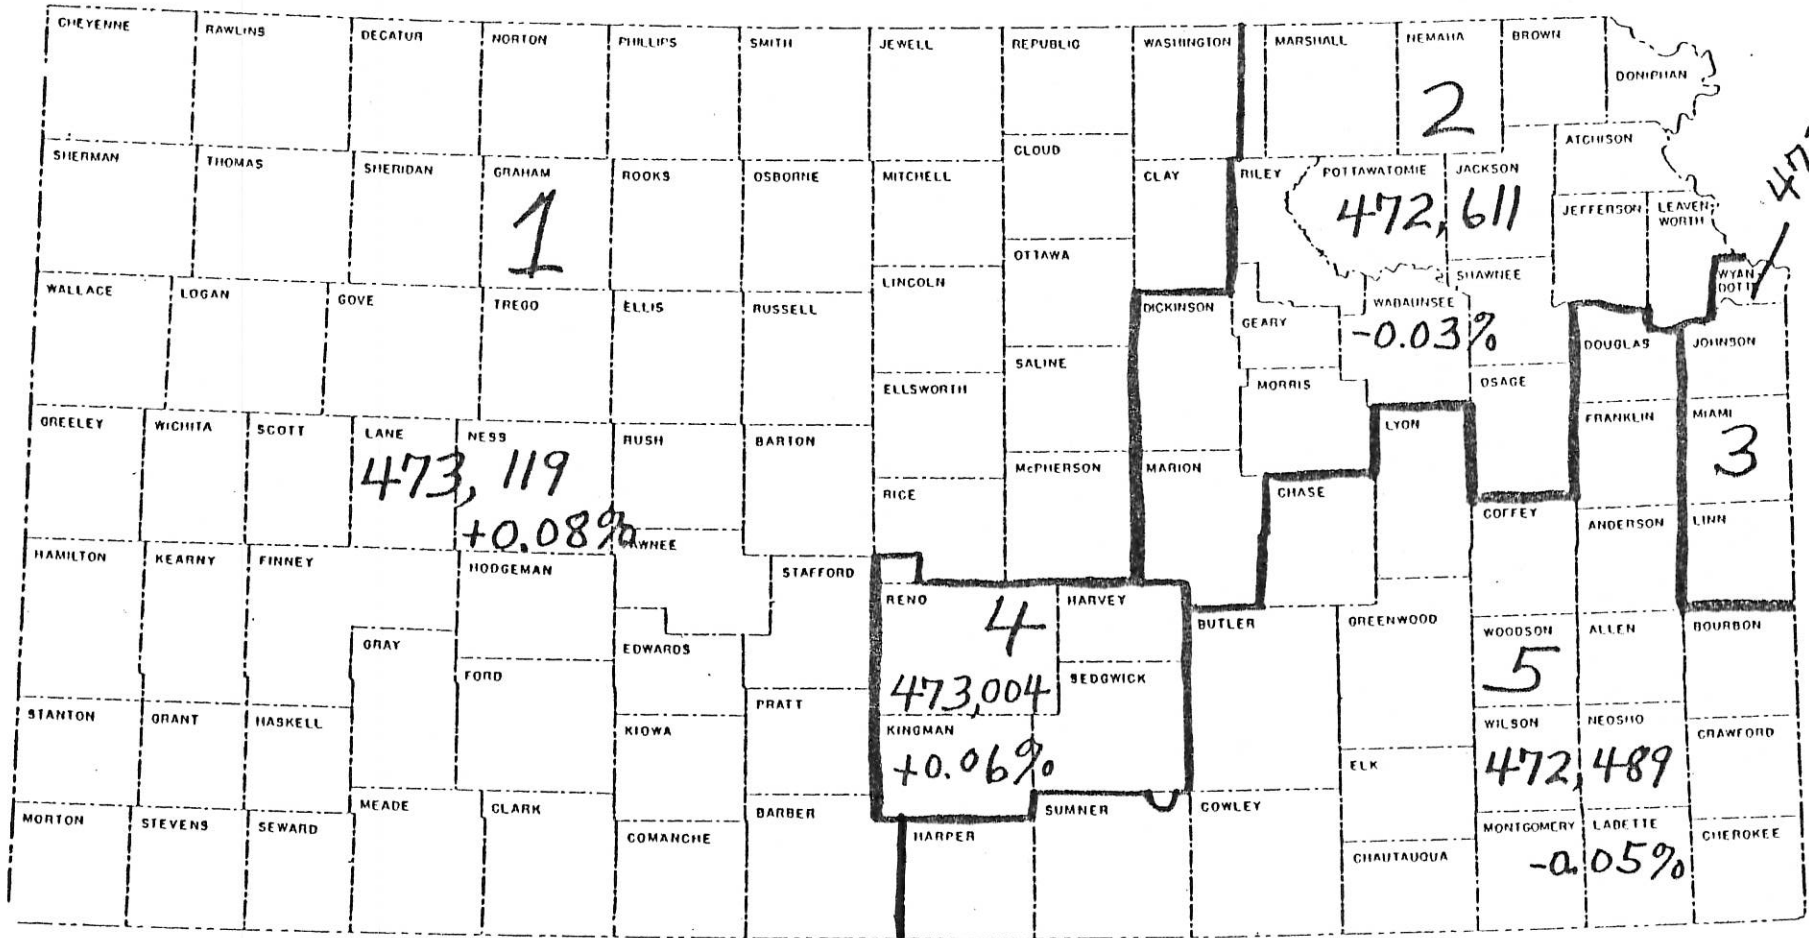 CHEYENNE RAWLINS DECATUR NORTON PHILLIPS SMITH JEWELL REPUBLIC WASHINGTON MARSHALL NEMAHA BROWN
DONIPHAN
2
CLOUD
ATCHISON
SHERMAN THOMAS SHERIDAN GRAHAM ROOKS OSBORNE MITCHELL CLAY RILEY POTTAWATOMIE JACKSON
47
1
472,611
JEFFERSON LEAVEN
WORTH
OTTAWA
WALLACE LOGAN GOVE TREGO ELLIS RUSSELL LINCOLN DICKINSON GEARY WABAUNSEE SHAWNEE WYAN
DOTTE
-0.03%
DOUGLAS JOHNSON
SALINE
ELLSWORTH MORRIS OSAGE
GREELEY WICHITA SCOTT LANE NESS RUSH BARTON LYON FRANKLIN MIAMI
3
473,119
McPHERSON MARION
RICE CHASE
COFFEY ANDERSON LINN
+0.08%
PAWNEE
HAMILTON KEARNY FINNEY HODGEMAN STAFFORD
RENO HARVEY
4
BUTLER GREENWOOD WOODSON ALLEN BOURBON
GRAY EDWARDS
5
FORD
473,004 SEDGWICK
PRATT
STANTON GRANT HASKELL KIOWA KINGMAN WILSON NEOSHO CRAWFORD
+0.06%
ELK 472,489
MEADE CLARK BARBER SUMNER COWLEY
MORTON STEVENS SEWARD COMANCHE HARPER MONTGOMERY LABETTE CHEROKEE
CHAUTAUQUA
-0.05%